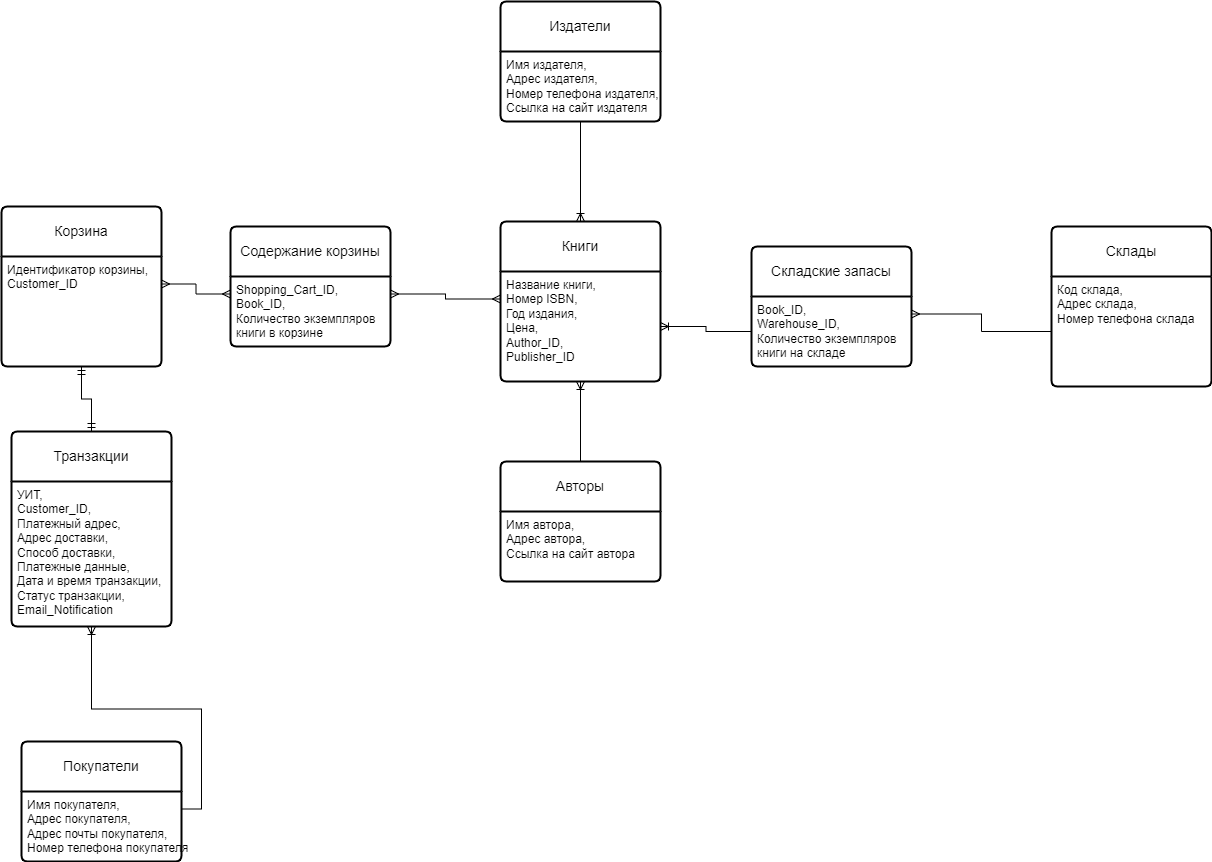 Издатели
Имя издателя,
Адрес издателя,
Номер телефона издателя,
Ссылка на сайт издателя
Корзина
Идентификатор корзины,
Customer_ID
Содержание корзины
Shopping_Cart_ID,
Book_ID,
Количество экземпляров
книги в корзине
Книги
Название книги,
Номер ISBN,
Год издания,
Цена,
Author_ID,
Publisher_ID
Складские запасы
Book_ID,
Warehouse_ID,
Количество экземпляров
книги на складе
Склады
Код склада,
Адрес склада,
Номер телефона склада
Транзакции
УИТ,
Customer_ID,
Платежный адрес,
Адрес доставки,
Способ доставки,
Платежные данные,
Дата и время транзакции,
Статус транзакции,
Email_Notification
Авторы
Имя автора,
Адрес автора,
Ссылка на сайт автора
Покупатели
Имя покупателя,
Адрес покупателя,
Адрес почты покупателя,
Номер телефона покупателя